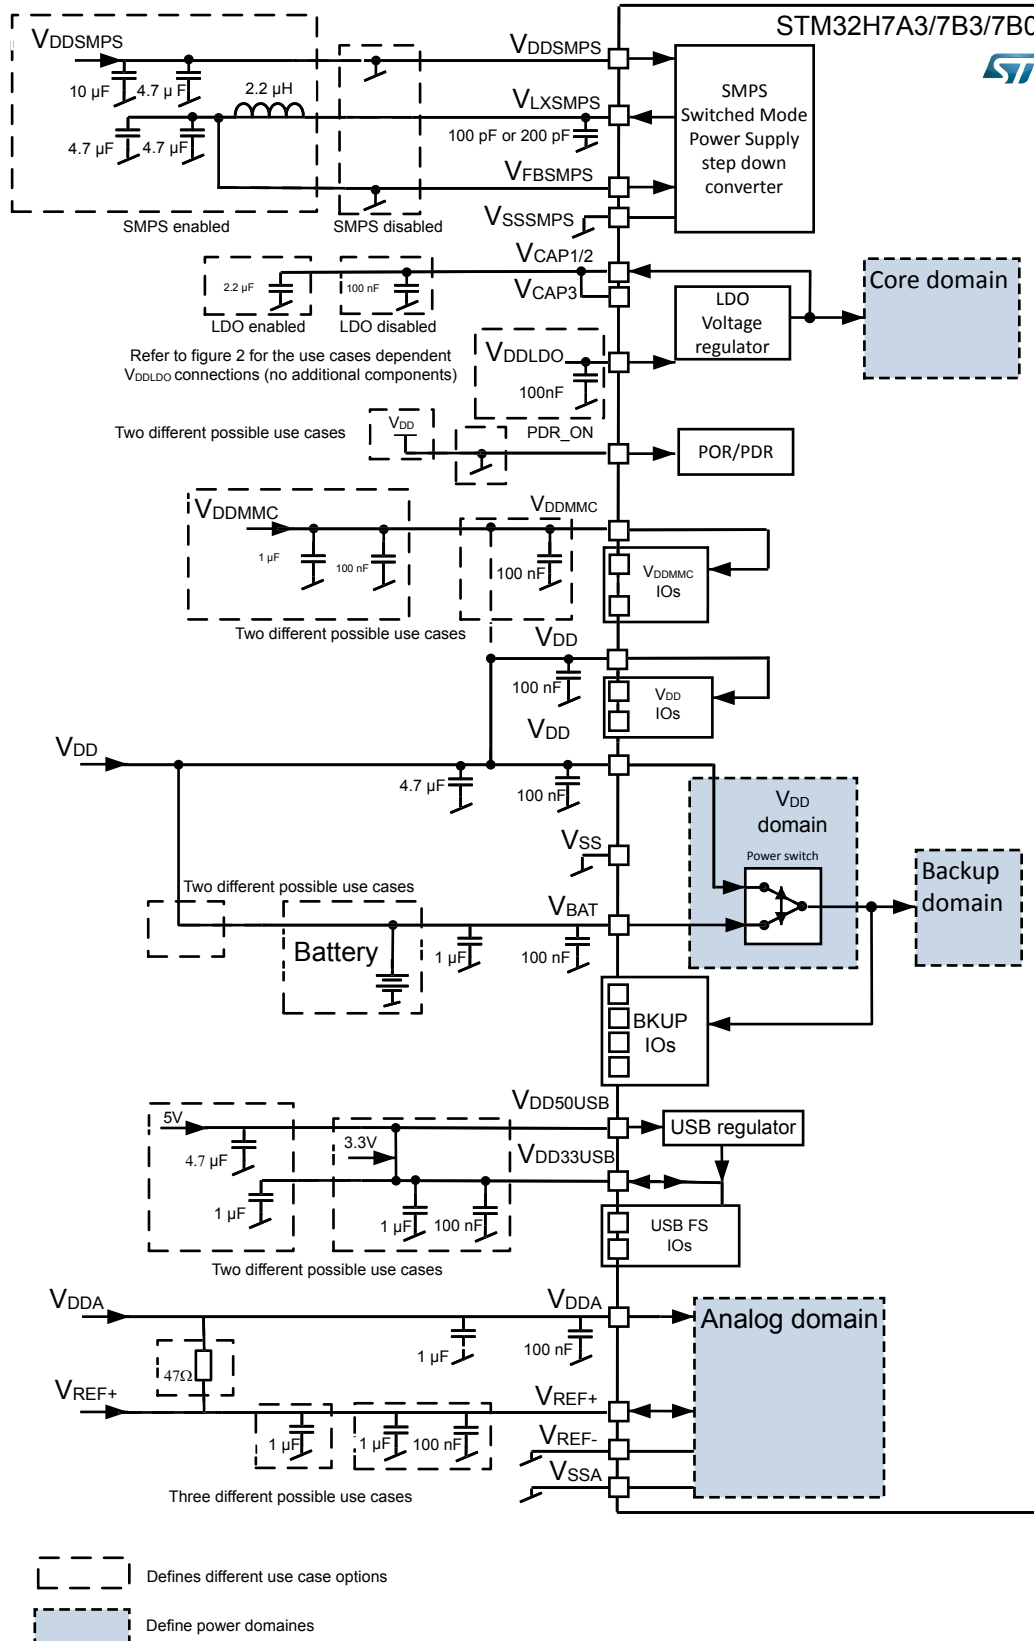 STM32H7A3/7B3/7B0
ST
VDDSMPS
VDDSMPS
10 µF
4.7 µ F
2.2 µH
VLXSMPS
SMPS
Switched Mode
Power Supply
step down
converter
100 pF or 200 pF
4.7 µF
4.7 µF
VFBSMPS
VSSSMPS
SMPS enabled
SMPS disabled
VCAP1/2
2.2 µF
100 nF
VCAP3
LDO enabled
LDO disabled
LDO
Voltage
regulator
Core domain
Refer to figure 2 for the use cases dependent
VDDLDO connections (no additional components)
VDDLDO
100nF
Two different possible use cases
VDD
PDR_ON
POR/PDR
VDDMMC
VDDMMC
1 µF
100 nF
100 nF
VDDMMC
IOs
Two different possible use cases
VDD
100 nF
VDD
IOs
VDD
VDD
4.7 µF
100 nF
VDD
domain
Power switch
VSS
Two different possible use cases
VBAT
Battery
1 µF
100 nF
Backup
domain
BKUP
IOs
VDD50USB
5V
4.7 µF
3.3V
USB regulator
VDD33USB
1 µF
1 µF
100 nF
USB FS
IOs
Two different possible use cases
VDDA
VDDA
1 µF
100 nF
Analog domain
47Ω
VREF+
VREF+
1 µF
1 µF
100 nF
VREF-
VSSA
Three different possible use cases
Defines different use case options
Define power domaines